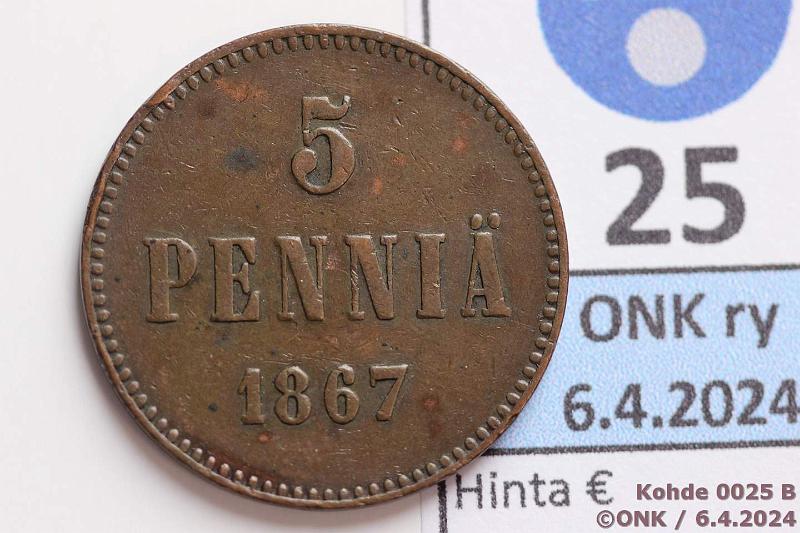 5
PENNIÄ
1867
25
ONK ry
6.4.2024
Hinta €
Kohde 0025 B
©ONK / 6.4.2024